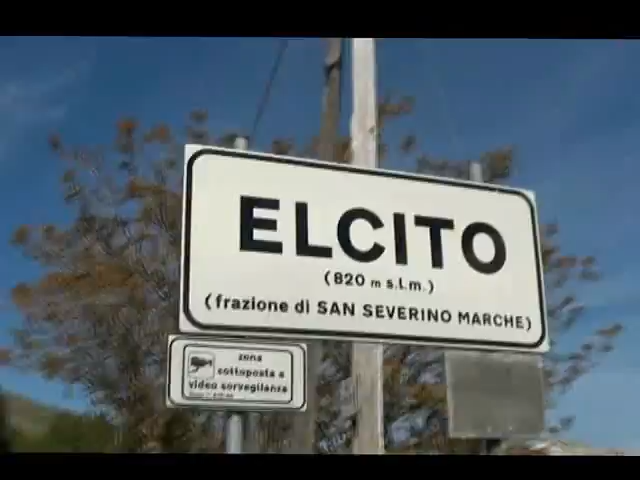 ELCITO
(820 m s.l.m.)
(frazione di SAN SEVERINO MARCHE)
zona
sottoposta a
video sorveglianza